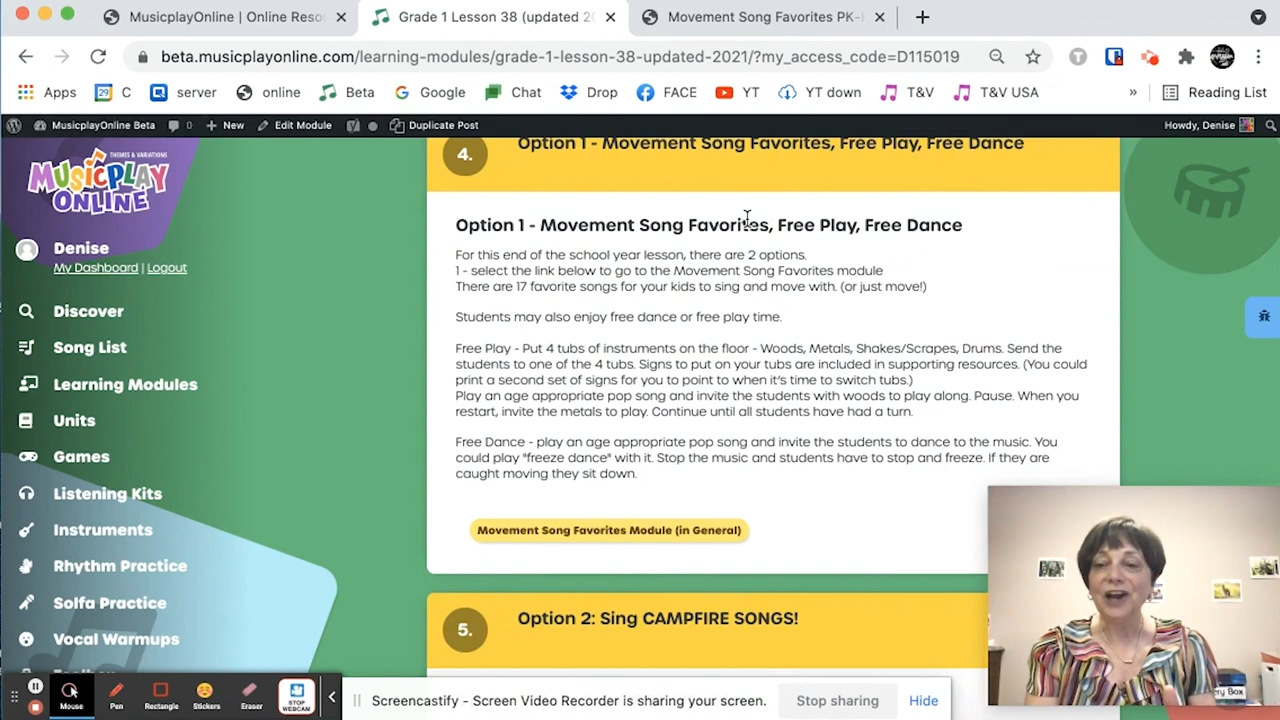 MusicplayOnline | Online Reso
Grade 1 Lesson 38 (updated 20
Movement Song Favorites PK-
beta.musicplayonline.com/learning-modules/grade-1-lesson-38-updated-2021/?my_access_code=D115019
T
Apps
29 C
server
online
Beta
Google
Chat
Drop
FACE
YT
YT down
T&V
T&V USA
»
Reading List
MusicplayOnline Beta
0
New
Edit Module
Duplicate Post
Howdy, Denise
THEMES & VARIATIONS
MUSICPLAY
ONLINE
Denise
My Dashboard | Logout
Discover
Song List
Learning Modules
Units
Games
Listening Kits
Instruments
Rhythm Practice
Solfa Practice
Vocal Warmups
4.
Option 1 - Movement Song Favorites, Free Play, Free Dance
Option 1 - Movement Song Favorites, Free Play, Free Dance
For this end of the school year lesson, there are 2 options.
1 - select the link below to go to the Movement Song Favorites module
There are 17 favorite songs for your kids to sing and move with. (or just move!)
Students may also enjoy free dance or free play time.
Free Play - Put 4 tubs of instruments on the floor - Woods, Metals, Shakes/Scrapes, Drums. Send the
students to one of the 4 tubs. Signs to put on your tubs are included in supporting resources. (You could
print a second set of signs for you to point to when it's time to switch tubs.)
Play an age appropriate pop song and invite the students with woods to play along. Pause. When you
restart, invite the metals to play. Continue until all students have had a turn.
Free Dance - play an age appropriate pop song and invite the students to dance to the music. You
could play "freeze dance" with it. Stop the music and students have to stop and freeze. If they are
caught moving they sit down.
Movement Song Favorites Module (in General)
5.
Option 2: Sing CAMPFIRE SONGS!
Mouse
Pen
Rectangle
Stickers
Eraser
STOP
WEBCAM
Screencastify - Screen Video Recorder is sharing your screen.
Stop sharing
Hide
Box